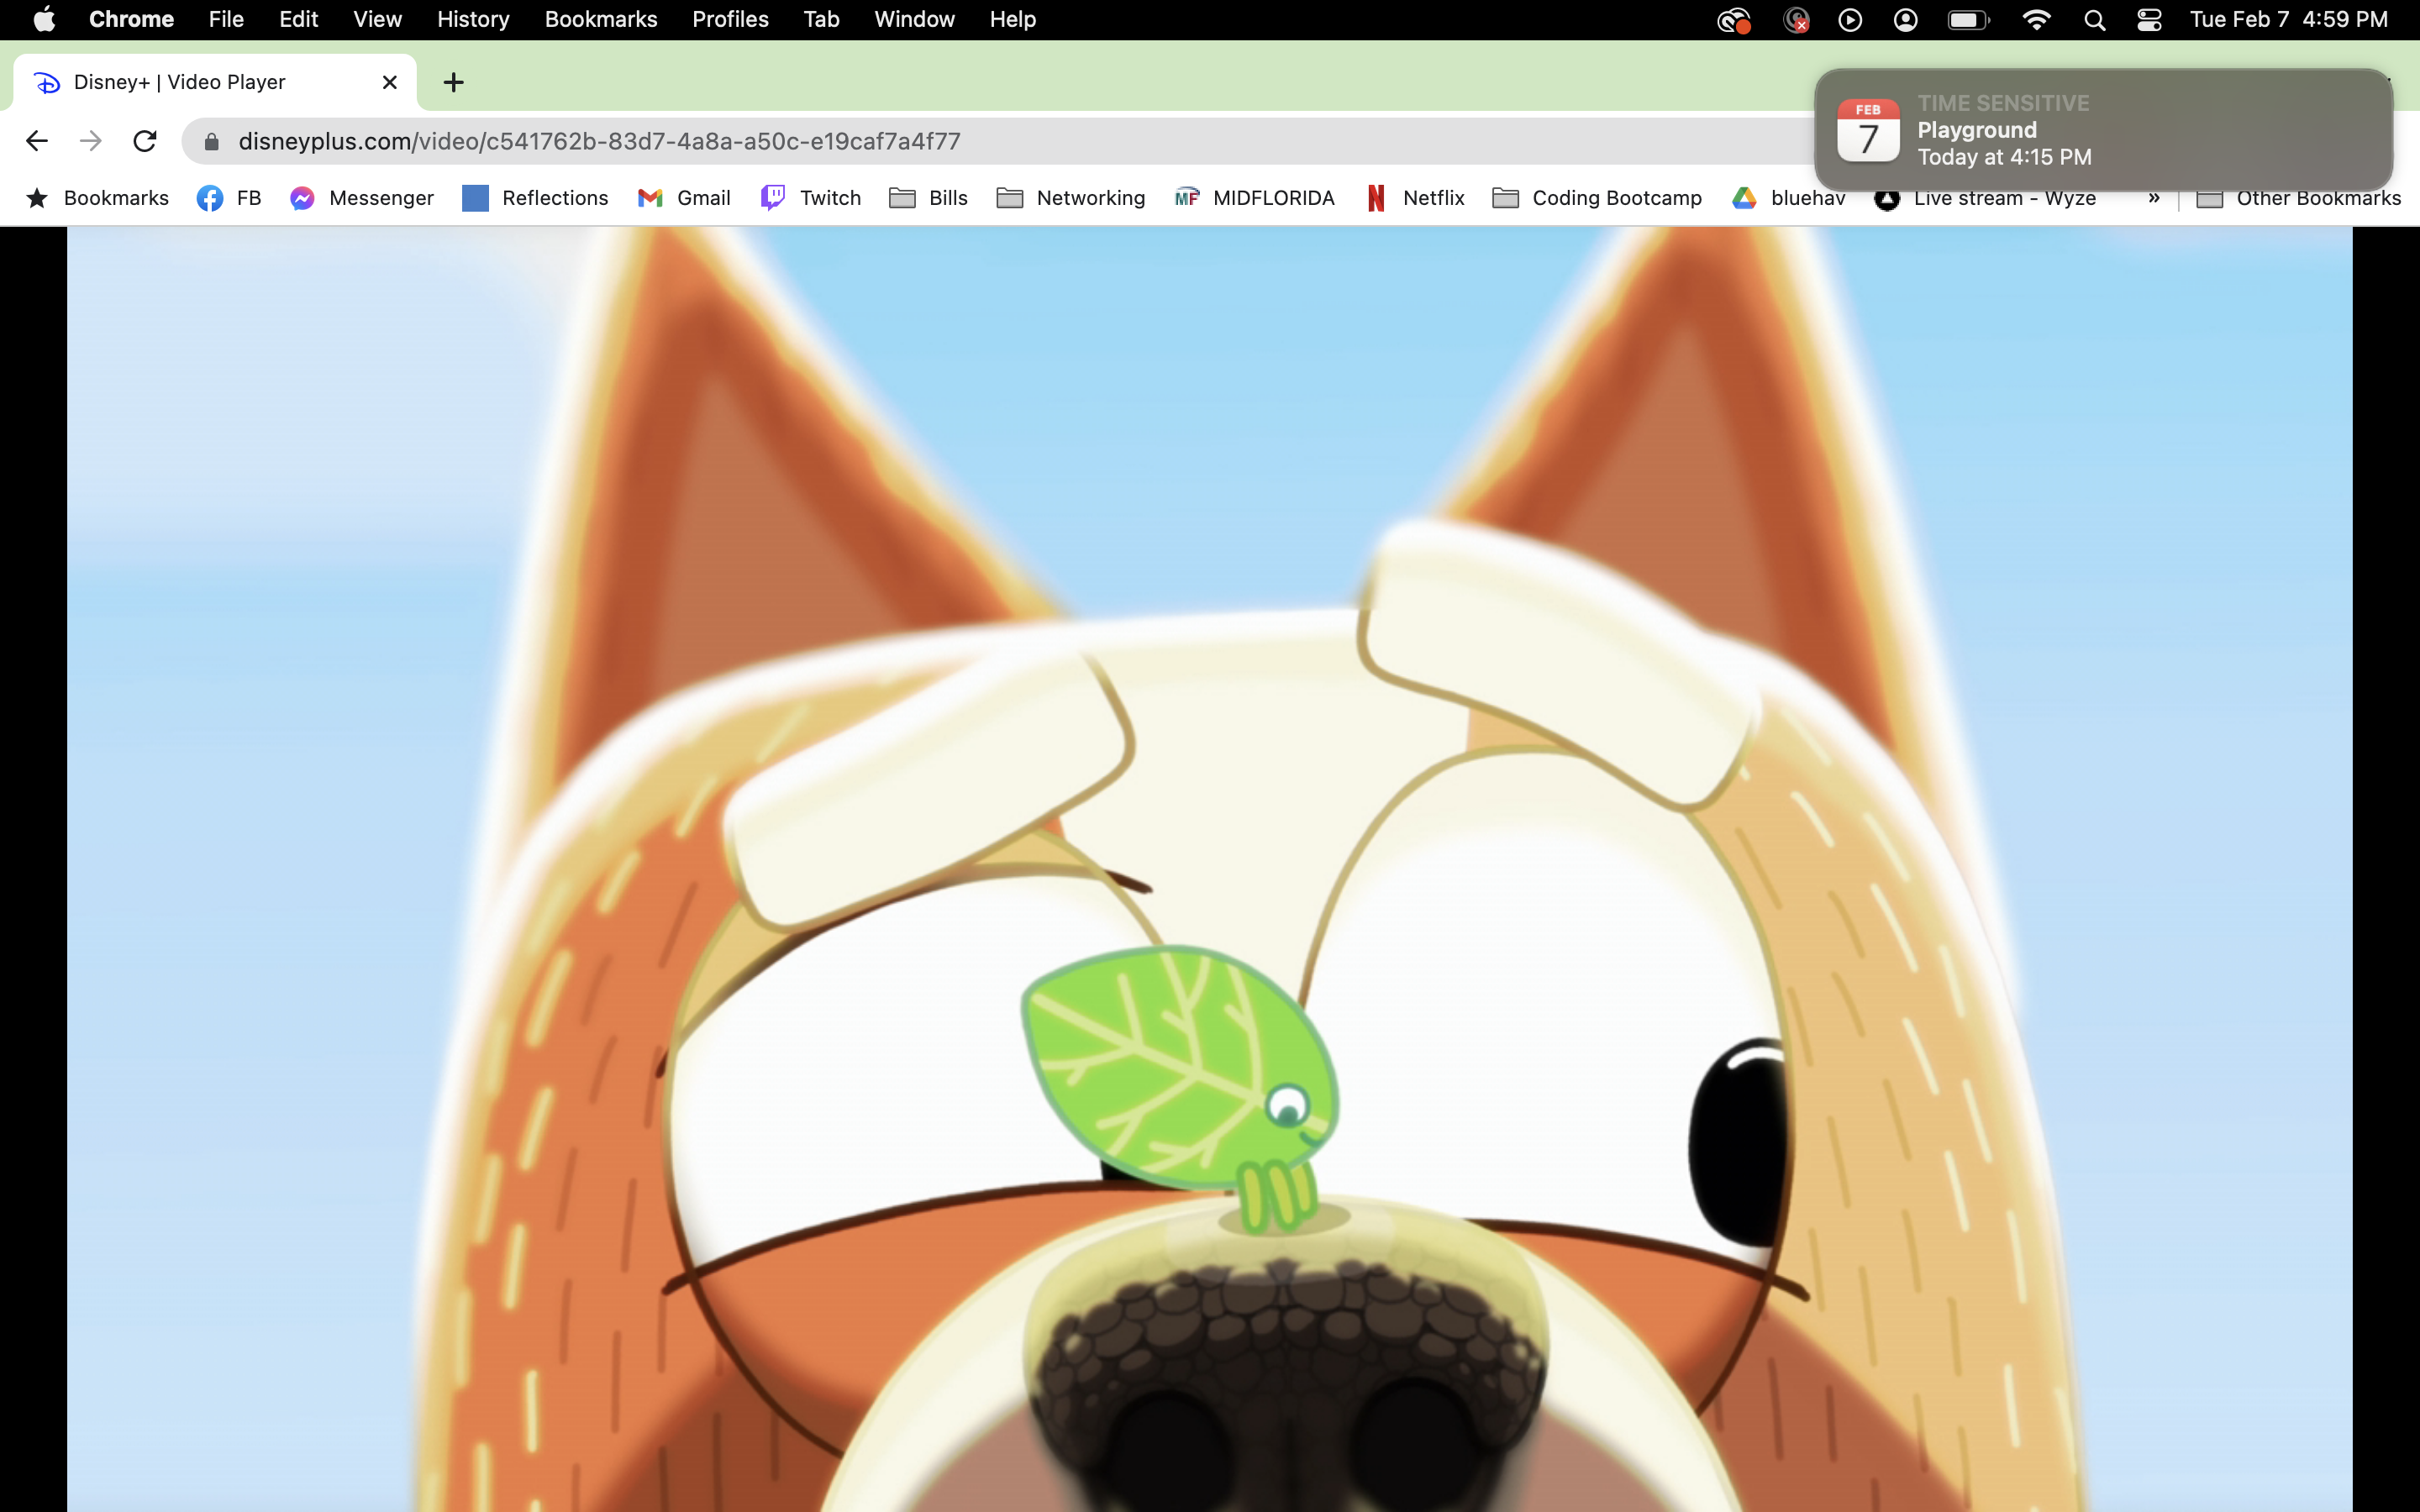 Chrome File Edit View History Bookmarks Profiles Tab Window Help Tue Feb 7 4:59 PM
Disney+ | Video Player
TIME SENSITIVE
FEB
7
Playground
Today at 4:15 PM
disneyplus.com/video/c541762b-83d7-4a8a-a50c-e19caf7a4f77
Bookmarks FB Messenger Reflections Gmail Twitch Bills Networking MF MIDFLORIDA Netflix Coding Bootcamp bluehav Live stream - Wyze » Other Bookmarks